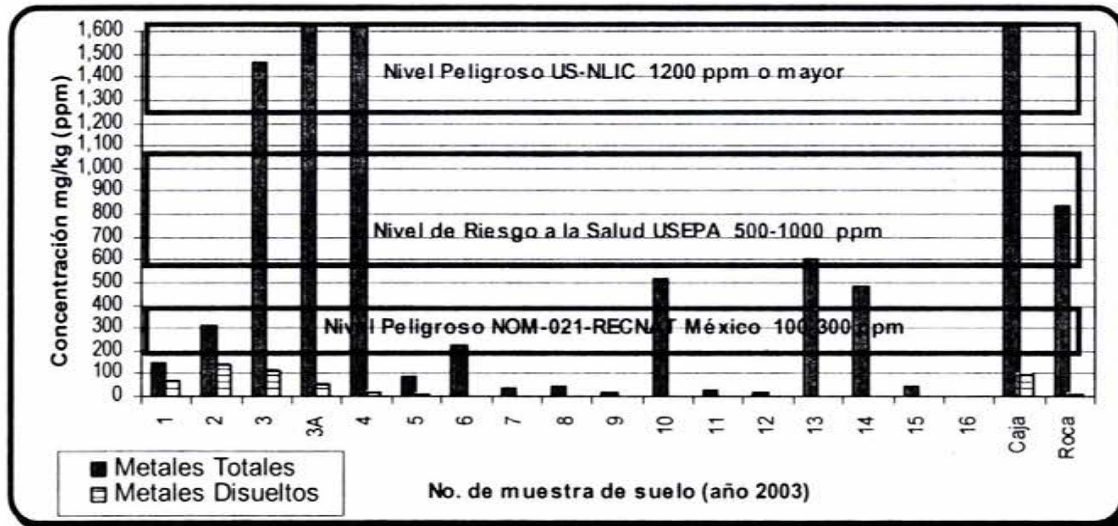 Concentración mg/kg (ppm)
1,600
1,500
1,400
1,300
1,200
1,100
1,000
900
800
700
600
500
400
300
200
100
0
Nivel Peligroso US-NLIC 1200 ppm o mayor
Nivel de Riesgo a la Salud USEPA 500-1000 ppm
Nivel Peligroso NOM-021-RECNAT México 100-300 ppm
1 2 3 3A 4 5 6 7 8 9 10 11 12 13 14 15 16 Caja Roca
Metales Totales
Metales Disueltos
No. de muestra de suelo (año 2003)